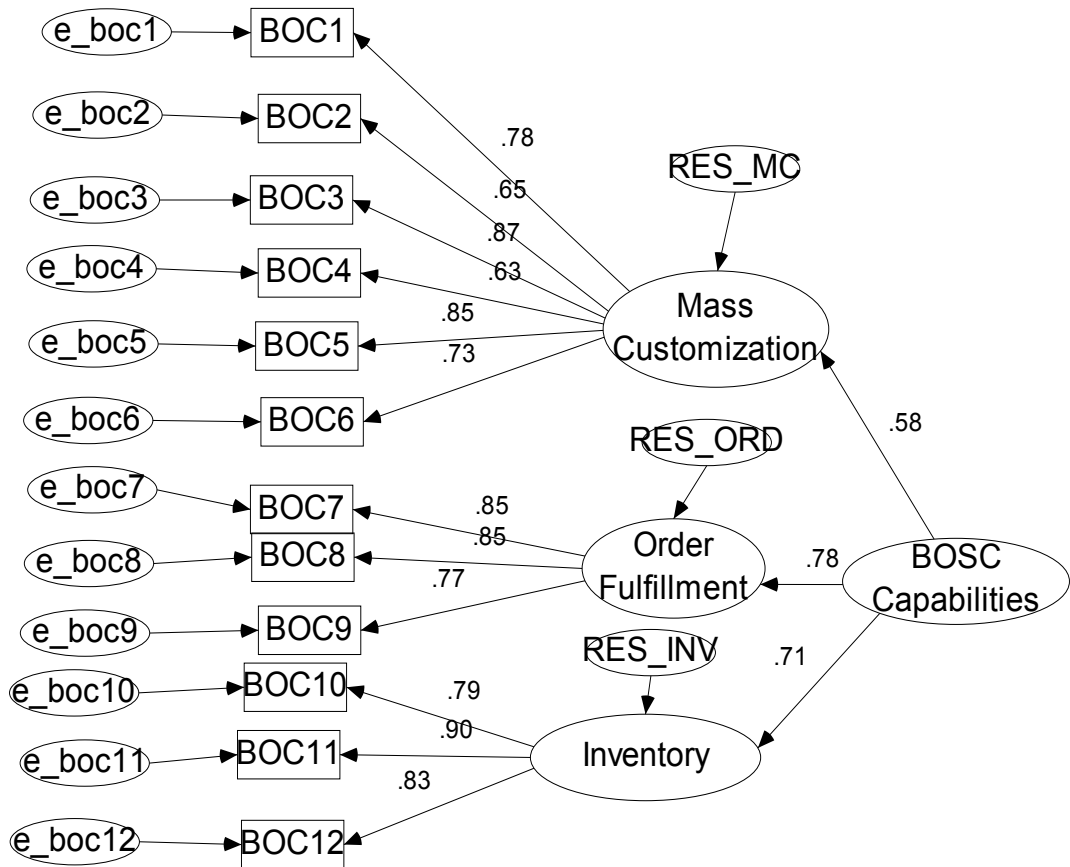 e_boc1
BOC1
e_boc2
BOC2
.78
RES_MC
e_boc3
BOC3
.65
.87
e_boc4
BOC4
.63
Mass
Customization
e_boc5
BOC5
.85
.73
e_boc6
BOC6
.58
RES_ORD
e_boc7
BOC7
.85
.85
e_boc8
BOC8
Order
Fulfillment
.78
BOSC
Capabilities
.77
e_boc9
BOC9
RES_INV
.71
e_boc10
BOC10
.79
.90
e_boc11
BOC11
Inventory
.83
e_boc12
BOC12